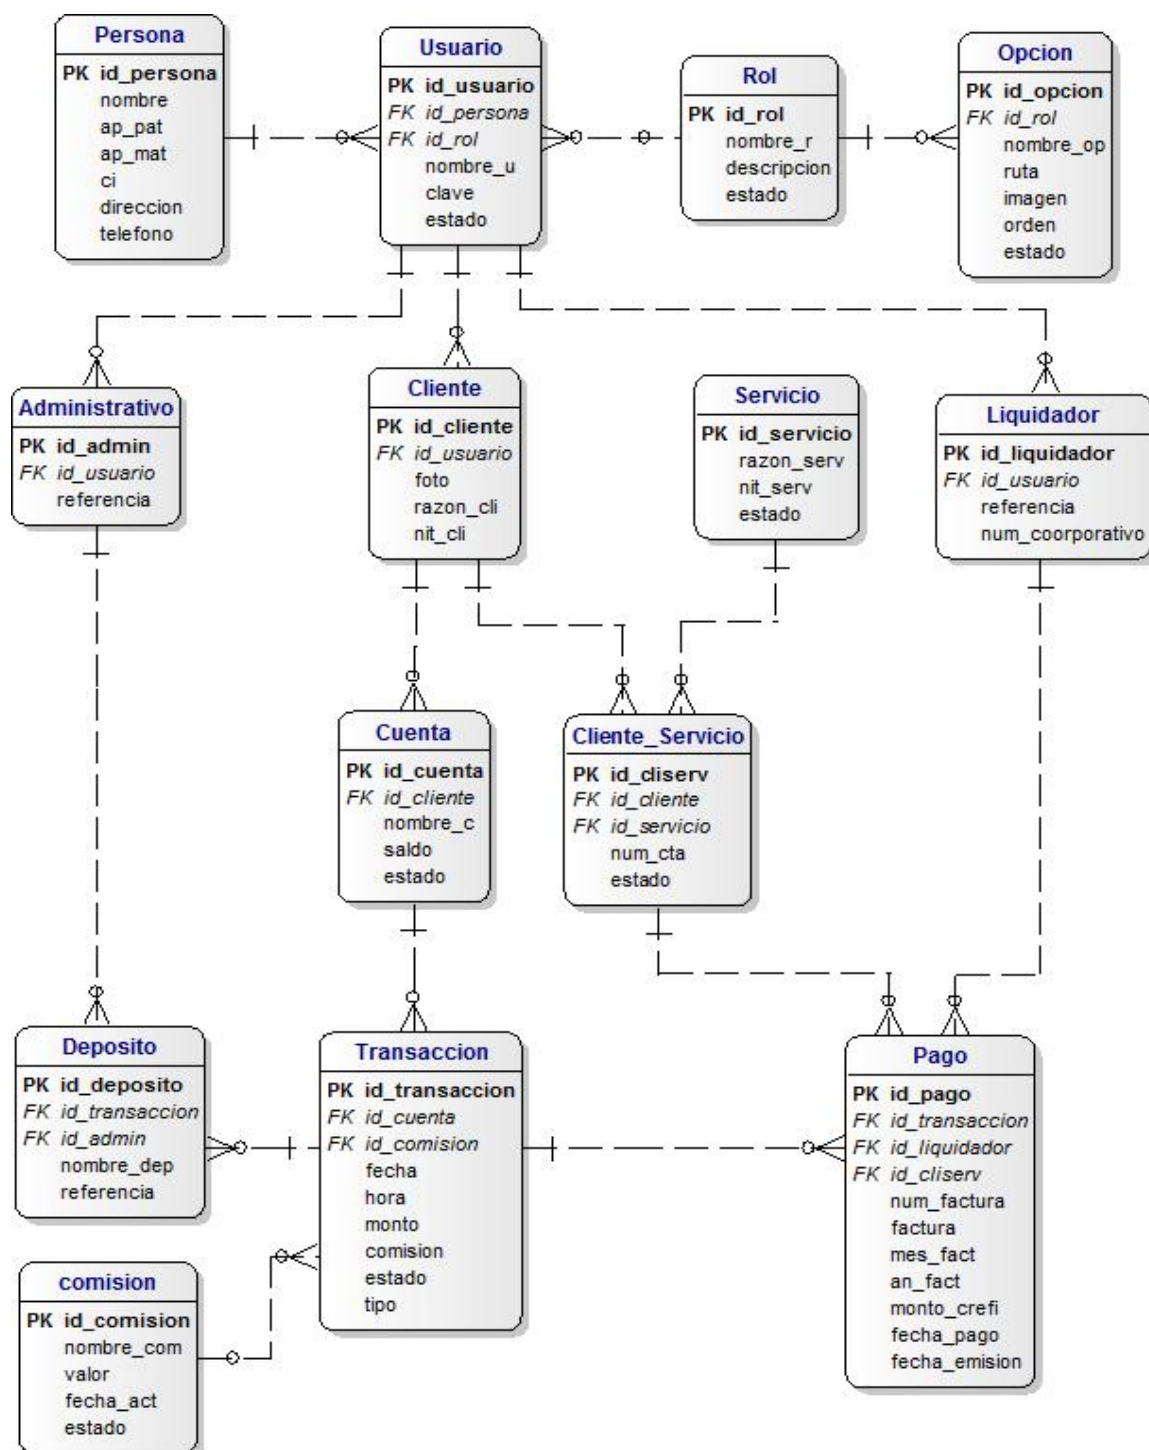 Persona
PK id_persona
nombre
ap_pat
ap_mat
ci
direccion
telefono
Usuario
PK id_usuario
FK id_persona
FK id_rol
nombre_u
clave
estado
Rol
PK id_rol
nombre_r
descripcion
estado
Opcion
PK id_opcion
FK id_rol
nombre_op
ruta
imagen
orden
estado
Administrativo
PK id_admin
FK id_usuario
referencia
Cliente
PK id_cliente
FK id_usuario
foto
razon_cli
nit_cli
Servicio
PK id_servicio
razon_serv
nit_serv
estado
Liquidador
PK id_liquidador
FK id_usuario
referencia
num_coorporativo
Cuenta
PK id_cuenta
FK id_cliente
nombre_c
saldo
estado
Cliente_Servicio
PK id_cliserv
FK id_cliente
FK id_servicio
num_cta
estado
Deposito
PK id_deposito
FK id_transaccion
FK id_admin
nombre_dep
referencia
Transaccion
PK id_transaccion
FK id_cuenta
FK id_comision
fecha
hora
monto
comision
estado
tipo
Pago
PK id_pago
FK id_transaccion
FK id_liquidador
FK id_cliserv
num_factura
factura
mes_fact
an_fact
monto_crefi
fecha_pago
fecha_emision
comision
PK id_comision
nombre_com
valor
fecha_act
estado